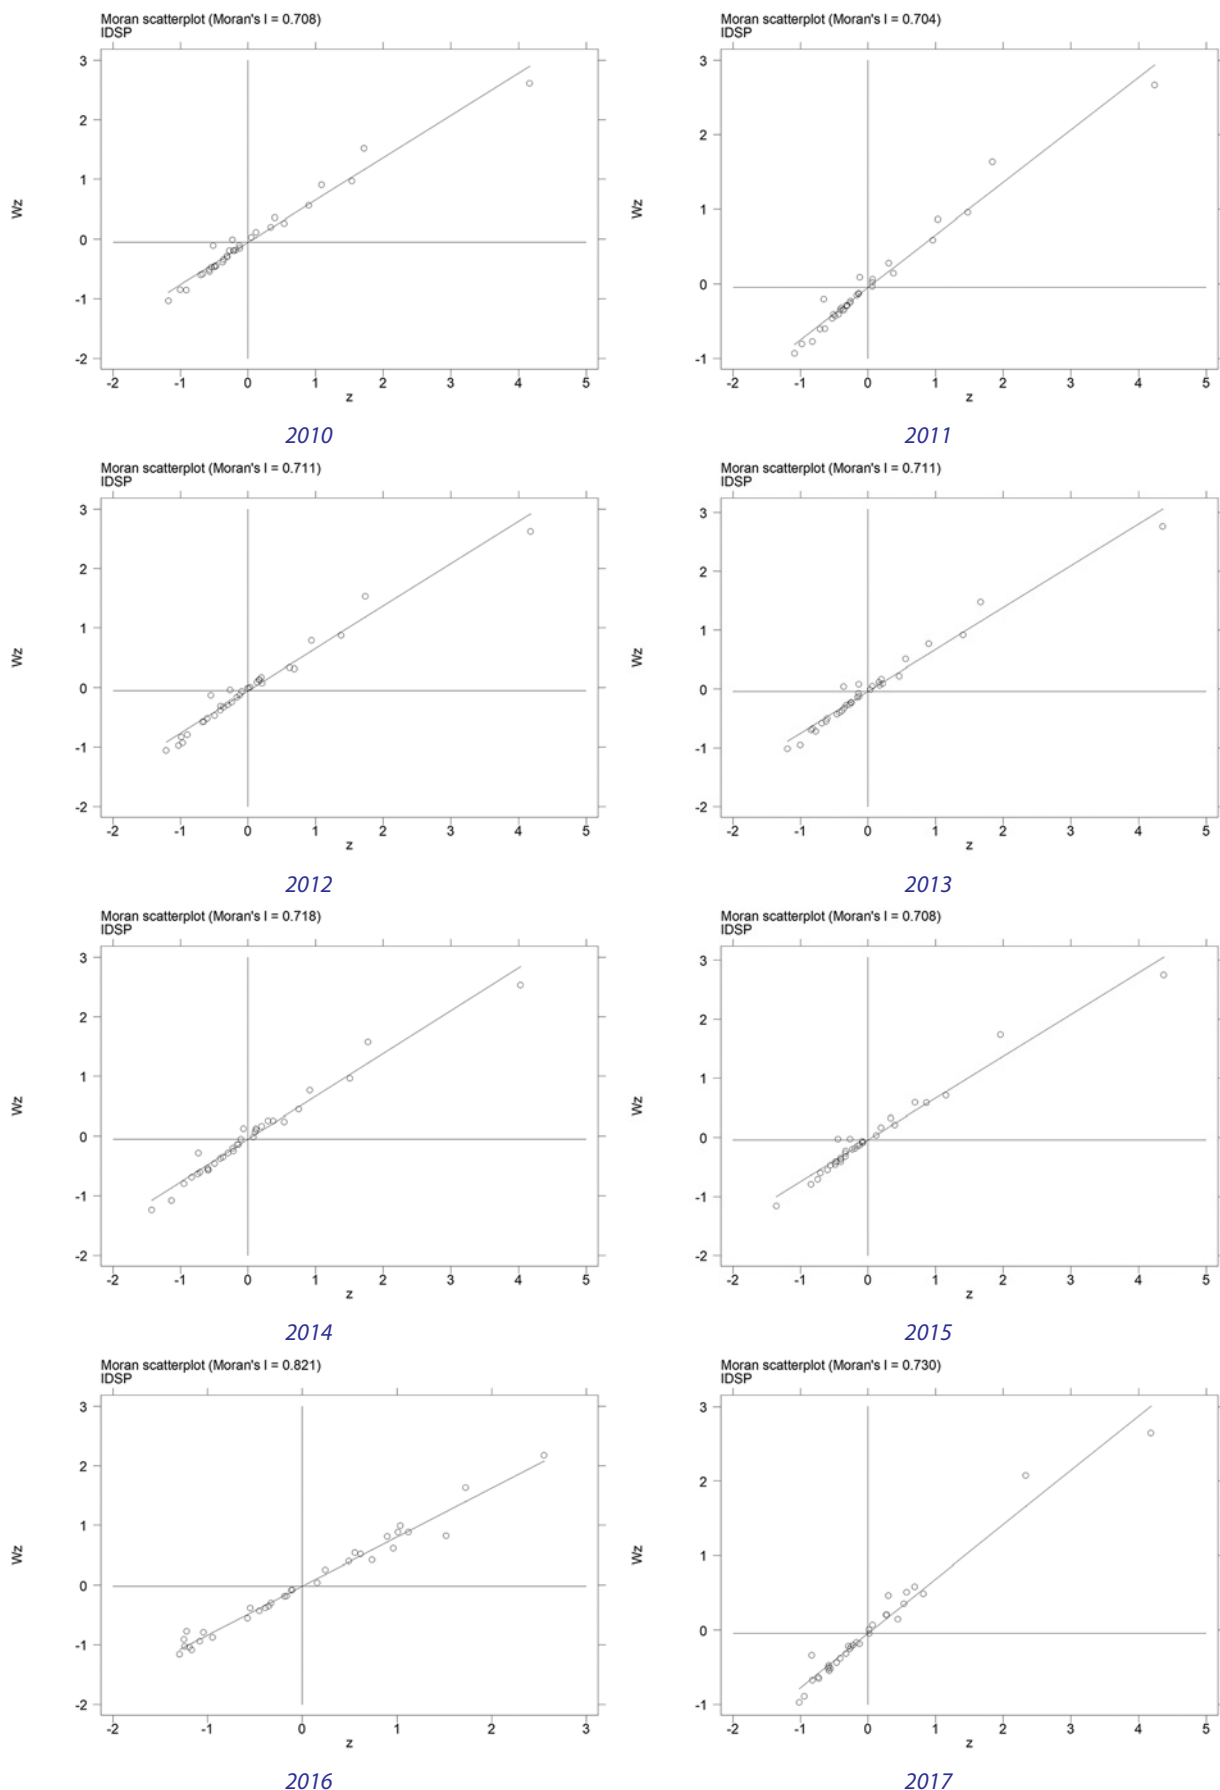 Moran scatterplot (Moran's I = 0.708)
IDSP
3
2
1
0
-1
-2
Wz
-2 -1 0 1 2 3 4 5
z
2010
Moran scatterplot (Moran's I = 0.704)
IDSP
3
2
1
0
-1
Wz
-2 -1 0 1 2 3 4 5
z
2011
Moran scatterplot (Moran's I = 0.711)
IDSP
3
2
1
0
-1
-2
Wz
-2 -1 0 1 2 3 4 5
z
2012
Moran scatterplot (Moran's I = 0.711)
IDSP
3
2
1
0
-1
-2
Wz
-2 -1 0 1 2 3 4 5
z
2013
Moran scatterplot (Moran's I = 0.718)
IDSP
3
2
1
0
-1
-2
Wz
-2 -1 0 1 2 3 4 5
z
2014
Moran scatterplot (Moran's I = 0.708)
IDSP
3
2
1
0
-1
-2
Wz
-2 -1 0 1 2 3 4 5
z
2015
Moran scatterplot (Moran's I = 0.821)
IDSP
3
2
1
0
-1
-2
Wz
-2 -1 0 1 2 3
z
2016
Moran scatterplot (Moran's I = 0.730)
IDSP
3
2
1
0
-1
Wz
-2 -1 0 1 2 3 4 5
z
2017